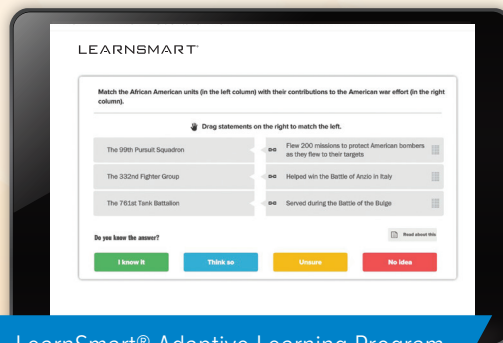 LEARNSMART®
Match the African American units (in the left column) with their contributions to the American war effort (in the right
column).
Drag statements on the right to match the left.
The 99th Pursuit Squadron
Flew 200 missions to protect American bombers
as they flew to their targets
The 332nd Fighter Group
Helped win the Battle of Anzio in Italy
The 761st Tank Battalion
Served during the Battle of the Bulge
Do you know the answer?
Read about this
I know it
Think so
Unsure
No idea
LearnSmart® Adaptive Learning Program